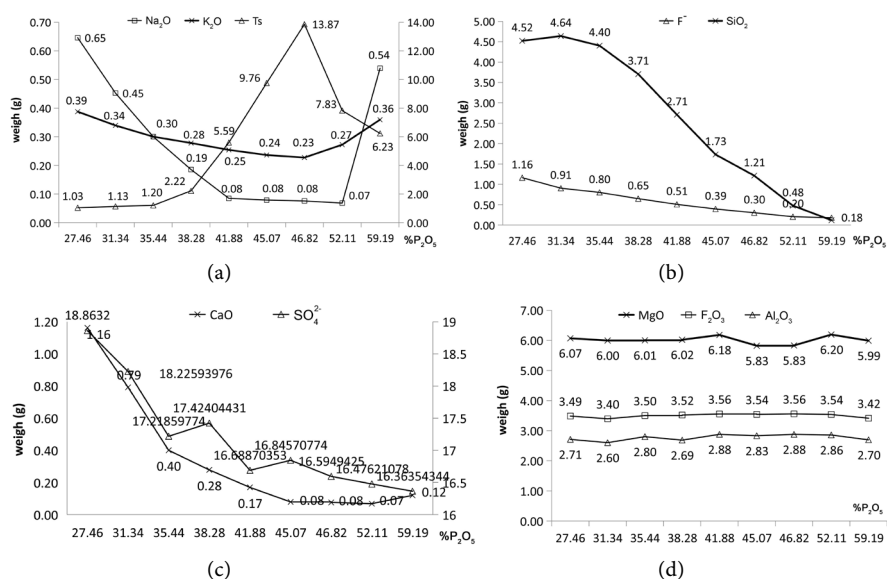 Na₂O K₂O Ts
0.70 14.00
0.60 12.00
0.50 10.00
0.40 8.00
0.30 6.00
0.20 4.00
0.10 2.00
0.00 0.00
weigh (g)
0.65 0.45 0.30 0.19 0.08 0.08 0.08 0.07 0.54
0.39 0.34 0.28 0.25 0.24 0.23 0.27 0.36
1.03 1.13 1.20 2.22 5.59 9.76 13.87 7.83 6.23
27.46 31.34 35.44 38.28 41.88 45.07 46.82 52.11 59.19
%P₂O₅
(a)
F⁻ SiO₂
5.00
4.50
4.00
3.50
3.00
2.50
2.00
1.50
1.00
0.50
0.00
weigh (g)
4.52 4.64 4.40 3.71 2.71 1.73 1.21 0.48
1.16 0.91 0.80 0.65 0.51 0.39 0.30 0.20 0.18
27.46 31.34 35.44 38.28 41.88 45.07 46.82 52.11 59.19
%P₂O₅
(b)
CaO SO₄²⁻
1.20 19
1.00 18.5
0.80 18
0.60 17.5
0.40 17
0.20 16.5
0.00 16
weigh (g)
18.8632
1.16 0.79 0.40 0.28 0.17 0.08 0.08 0.07 0.12
18.22593976
17.21859774
17.42404431
16.68870353
16.84570774
16.5949425
16.47621078
16.36354344
27.46 31.34 35.44 38.28 41.88 45.07 46.82 52.11 59.19
%P₂O₅
(c)
MgO F₂O₃ Al₂O₃
7.00
6.00
5.00
4.00
3.00
2.00
1.00
0.00
weigh (g)
6.07 6.00 6.01 6.02 6.18 5.83 5.83 6.20 5.99
3.49 3.40 3.50 3.52 3.56 3.54 3.56 3.54 3.42
2.71 2.60 2.80 2.69 2.88 2.83 2.88 2.86 2.70
%P₂O₅
27.46 31.34 35.44 38.28 41.88 45.07 46.82 52.11 59.19
(d)